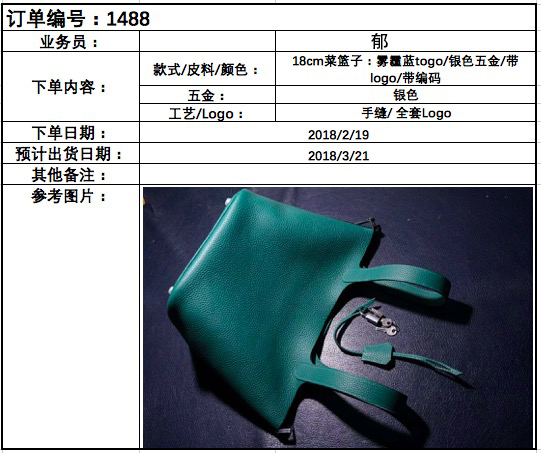 订单编号：1488
业务员： 郁
下单内容： 款式/皮料/颜色： 18cm菜篮子：雾霾蓝togo/银色五金/带
logo/带编码
五金： 银色
工艺/Logo： 手缝/ 全套Logo
下单日期： 2018/2/19
预计出货日期： 2018/3/21
其他备注：
参考图片：